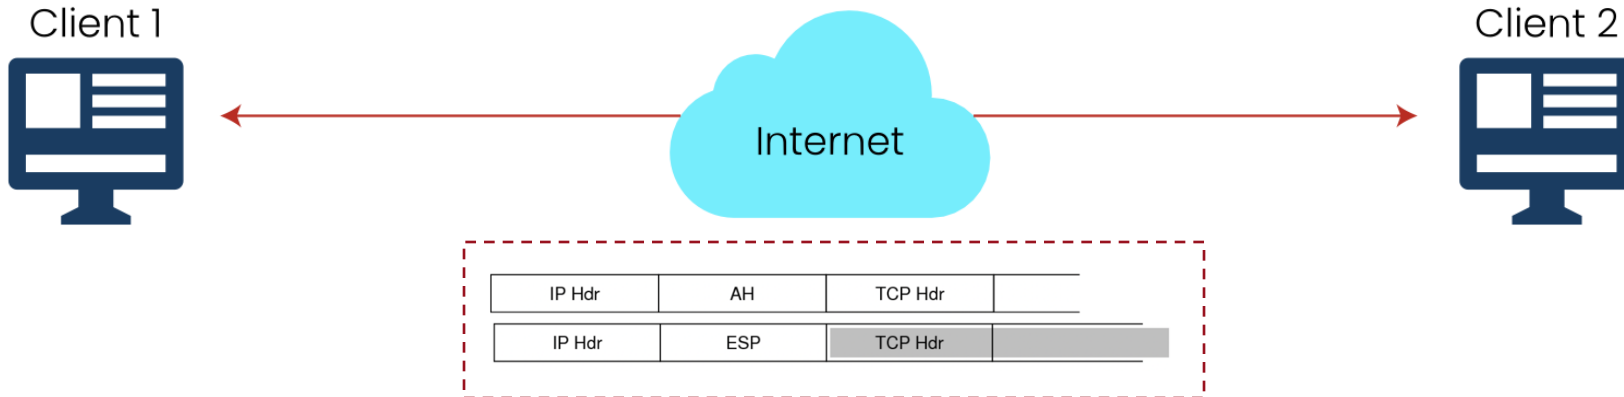 Client 1
Client 2
Internet
IP Hdr AH TCP Hdr
IP Hdr ESP TCP Hdr